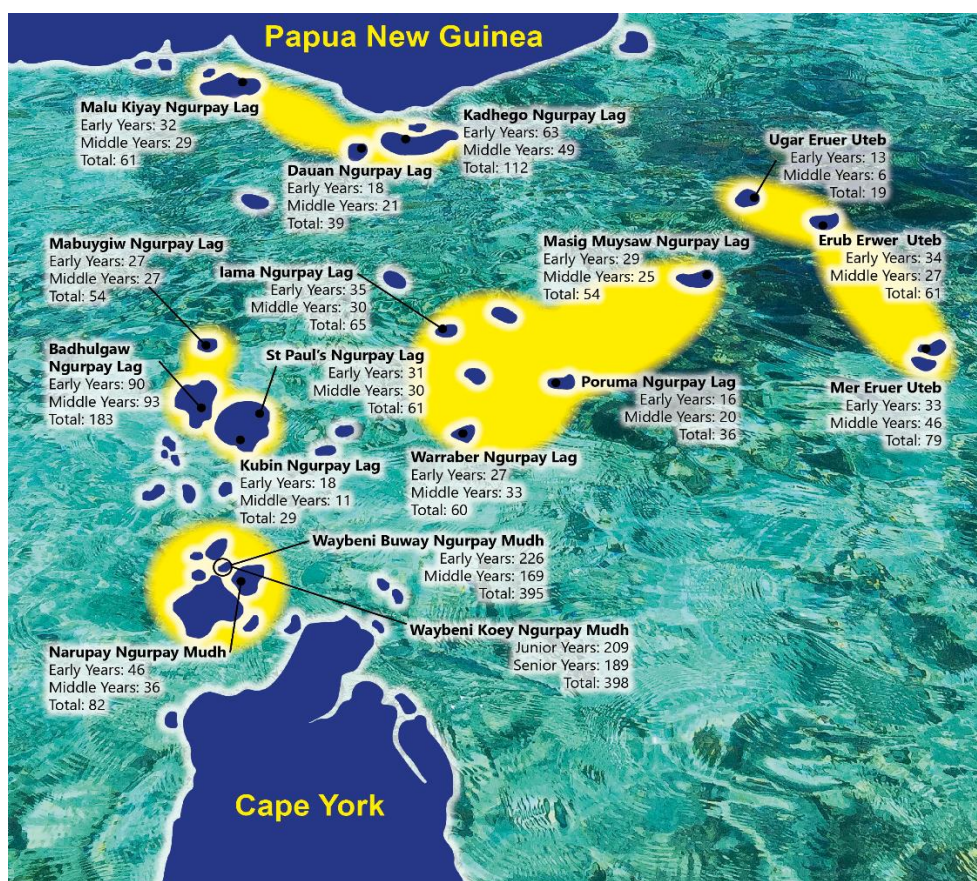 Papua New Guinea
Malu Kiyay Ngurpay Lag
Early Years: 32
Middle Years: 29
Total: 61
Kadhego Ngurpay Lag
Early Years: 63
Middle Years: 49
Total: 112
Dauan Ngurpay Lag
Early Years: 18
Middle Years: 21
Total: 39
Ugar Eruer Uteb
Early Years: 13
Middle Years: 6
Total: 19
Mabuygiw Ngurpay Lag
Early Years: 27
Middle Years: 27
Total: 54
Iama Ngurpay Lag
Early Years: 35
Middle Years: 30
Total: 65
Masig Muysaw Ngurpay Lag
Early Years: 29
Middle Years: 25
Total: 54
Erub Erwer Uteb
Early Years: 34
Middle Years: 27
Total: 61
Badhulgaw
Ngurpay Lag
Early Years: 90
Middle Years: 93
Total: 183
St Paul's Ngurpay Lag
Early Years: 31
Middle Years: 30
Total: 61
Poruma Ngurpay Lag
Early Years: 16
Middle Years: 20
Total: 36
Mer Eruer Uteb
Early Years: 33
Middle Years: 46
Total: 79
Kubin Ngurpay Lag
Early Years: 18
Middle Years: 11
Total: 29
Warraber Ngurpay Lag
Early Years: 27
Middle Years: 33
Total: 60
Waybeni Buway Ngurpay Mudh
Early Years: 226
Middle Years: 169
Total: 395
Waybeni Koey Ngurpay Mudh
Junior Years: 209
Senior Years: 189
Total: 398
Narupay Ngurpay Mudh
Early Years: 46
Middle Years: 36
Total: 82
Cape York